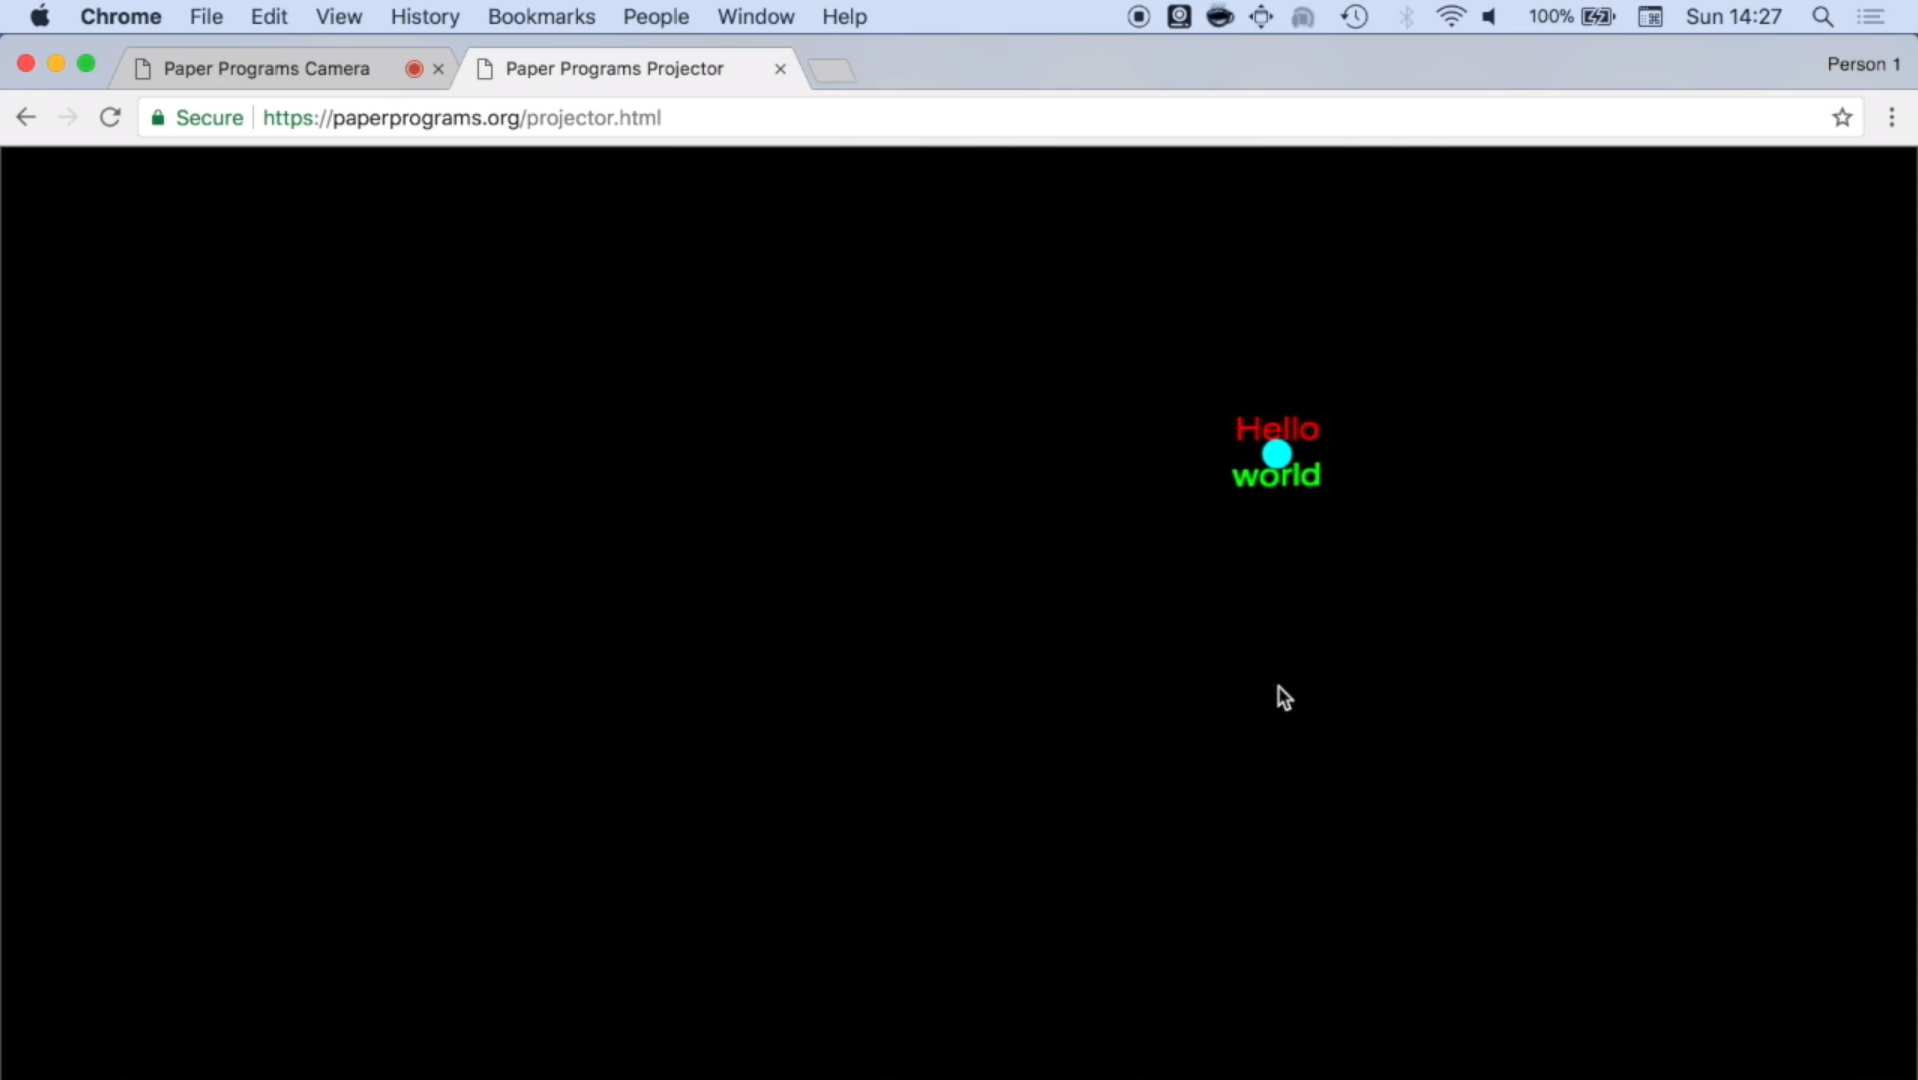 Chrome File Edit View History Bookmarks People Window Help 100% Sun 14:27
Paper Programs Camera Paper Programs Projector Person 1
Secure https://paperprograms.org/projector.html
Hello
world